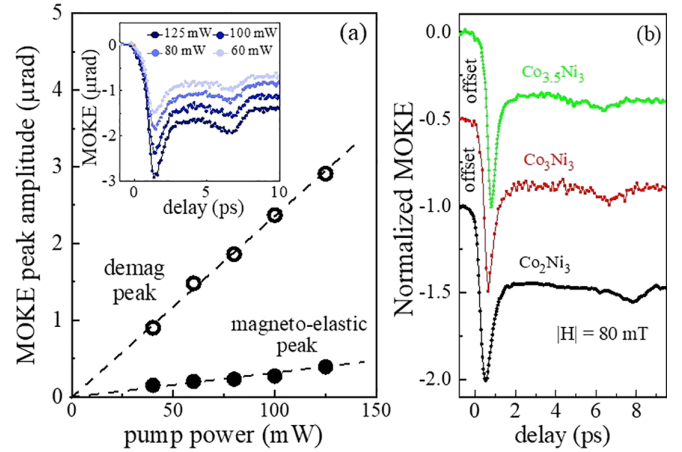 (a)
125 mW 100 mW
80 mW 60 mW
0
-1
-2
-3
MOKE (μrad)
0 5 10
delay (ps)
5
4
3
2
1
0
MOKE peak amplitude (μrad)
demag
peak
magneto-elastic
peak
0 50 100 150
pump power (mW)
(b)
0.0
-0.5
-1.0
-1.5
-2.0
Normalized MOKE
offset
offset
Co₃.₅Ni₃
Co₃Ni₃
Co₂Ni₃
|H| = 80 mT
0 2 4 6 8
delay (ps)